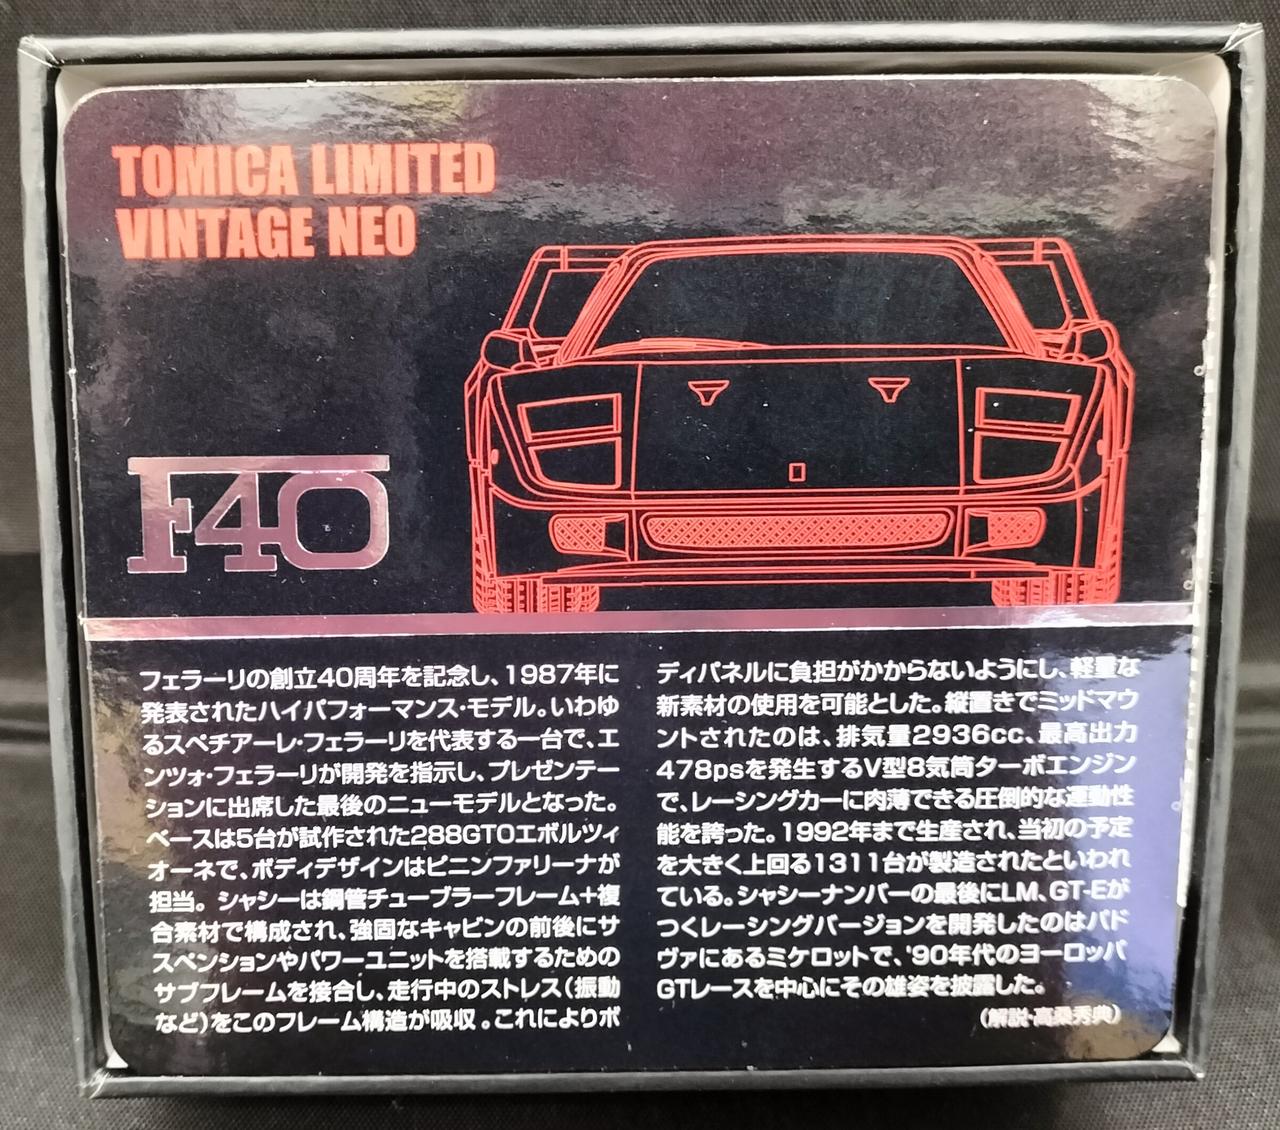 TOMICA LIMITED
VINTAGE NEO
F40
フェラーリの創立40周年を記念し、1987年に
発表されたハイパフォーマンス・モデル。いわゆ
るスペチアーレ・フェラーリを代表する一台で、エ
ンツォ・フェラーリが開発を指示し、プレゼンテー
ションに出席した最後のニューモデルとなった。
ベースは5台が試作された288GTOエボルツィ
オーネで、ボディデザインはピニンファリーナが
担当。シャシーは鋼管チューブラーフレーム+複
合素材で構成され、強固なキャビンの前後にサ
スペンションやパワーユニットを搭載するための
サブフレームを接合し、走行中のストレス(振動
など)をこのフレーム構造が吸収。これによりボ
ディパネルに負担がかからないようにし、軽量な
新素材の使用を可能とした。縦置きでミッドマウ
ントされたのは、排気量2936cc、最高出力
478psを発生するV型8気筒ターボエンジン
で、レーシングカーに肉薄できる圧倒的な運動性
能を誇った。1992年まで生産され、当初の予定
を大きく上回る1311台が製造されたといわれ
ている。シャシーナンバーの最後にLM、GT-Eが
つくレーシングバージョンを開発したのはパド
ヴァにあるミケロットで、'90年代のヨーロッパ
GTレースを中心にその雄姿を披露した。
(解説・高桑秀典)